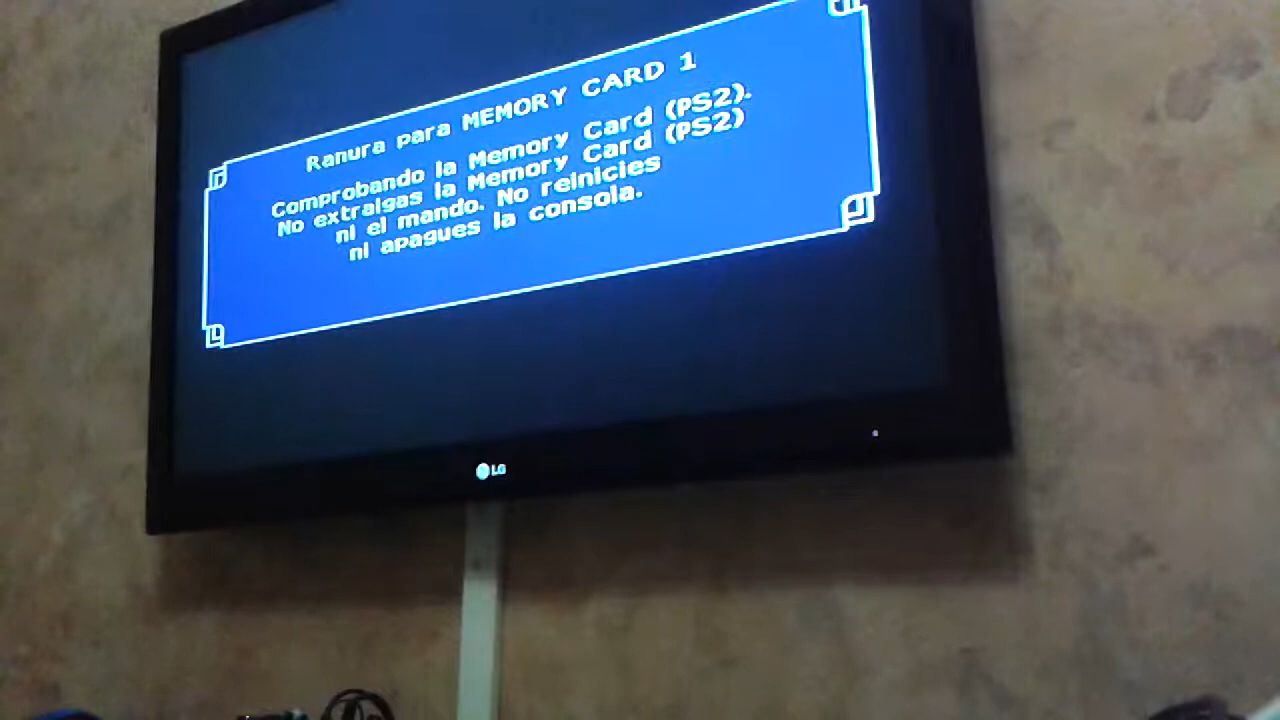 Ranura para MEMORY CARD 1
Comprobando la Memory Card (PS2).
No extraigas la Memory Card (PS2)
ni el mando. No reinicies
ni apagues la consola.
LG